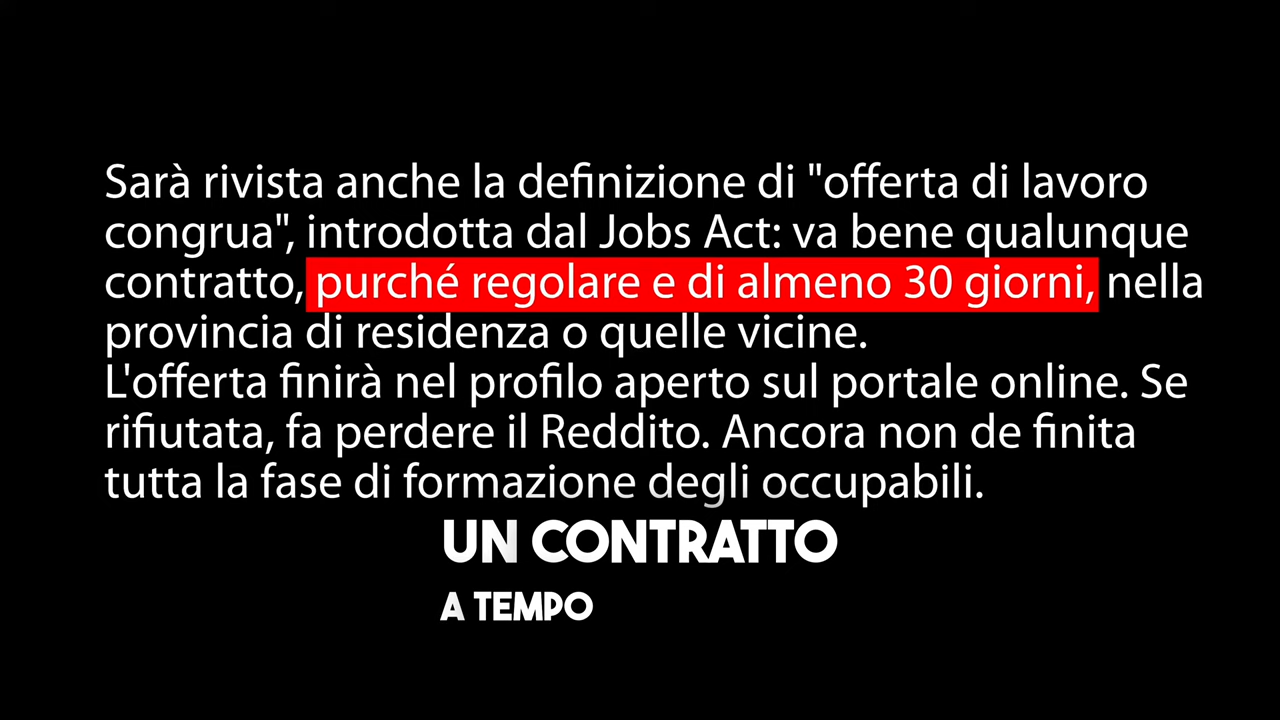 Sarà rivista anche la definizione di "offerta di lavoro
congrua", introdotta dal Jobs Act: va bene qualunque
contratto, purché regolare e di almeno 30 giorni, nella
provincia di residenza o quelle vicine.
L'offerta finirà nel profilo aperto sul portale online. Se
rifiutata, fa perdere il Reddito. Ancora non de finita
tutta la fase di formazione degli occupabili.
UN CONTRATTO
A TEMPO